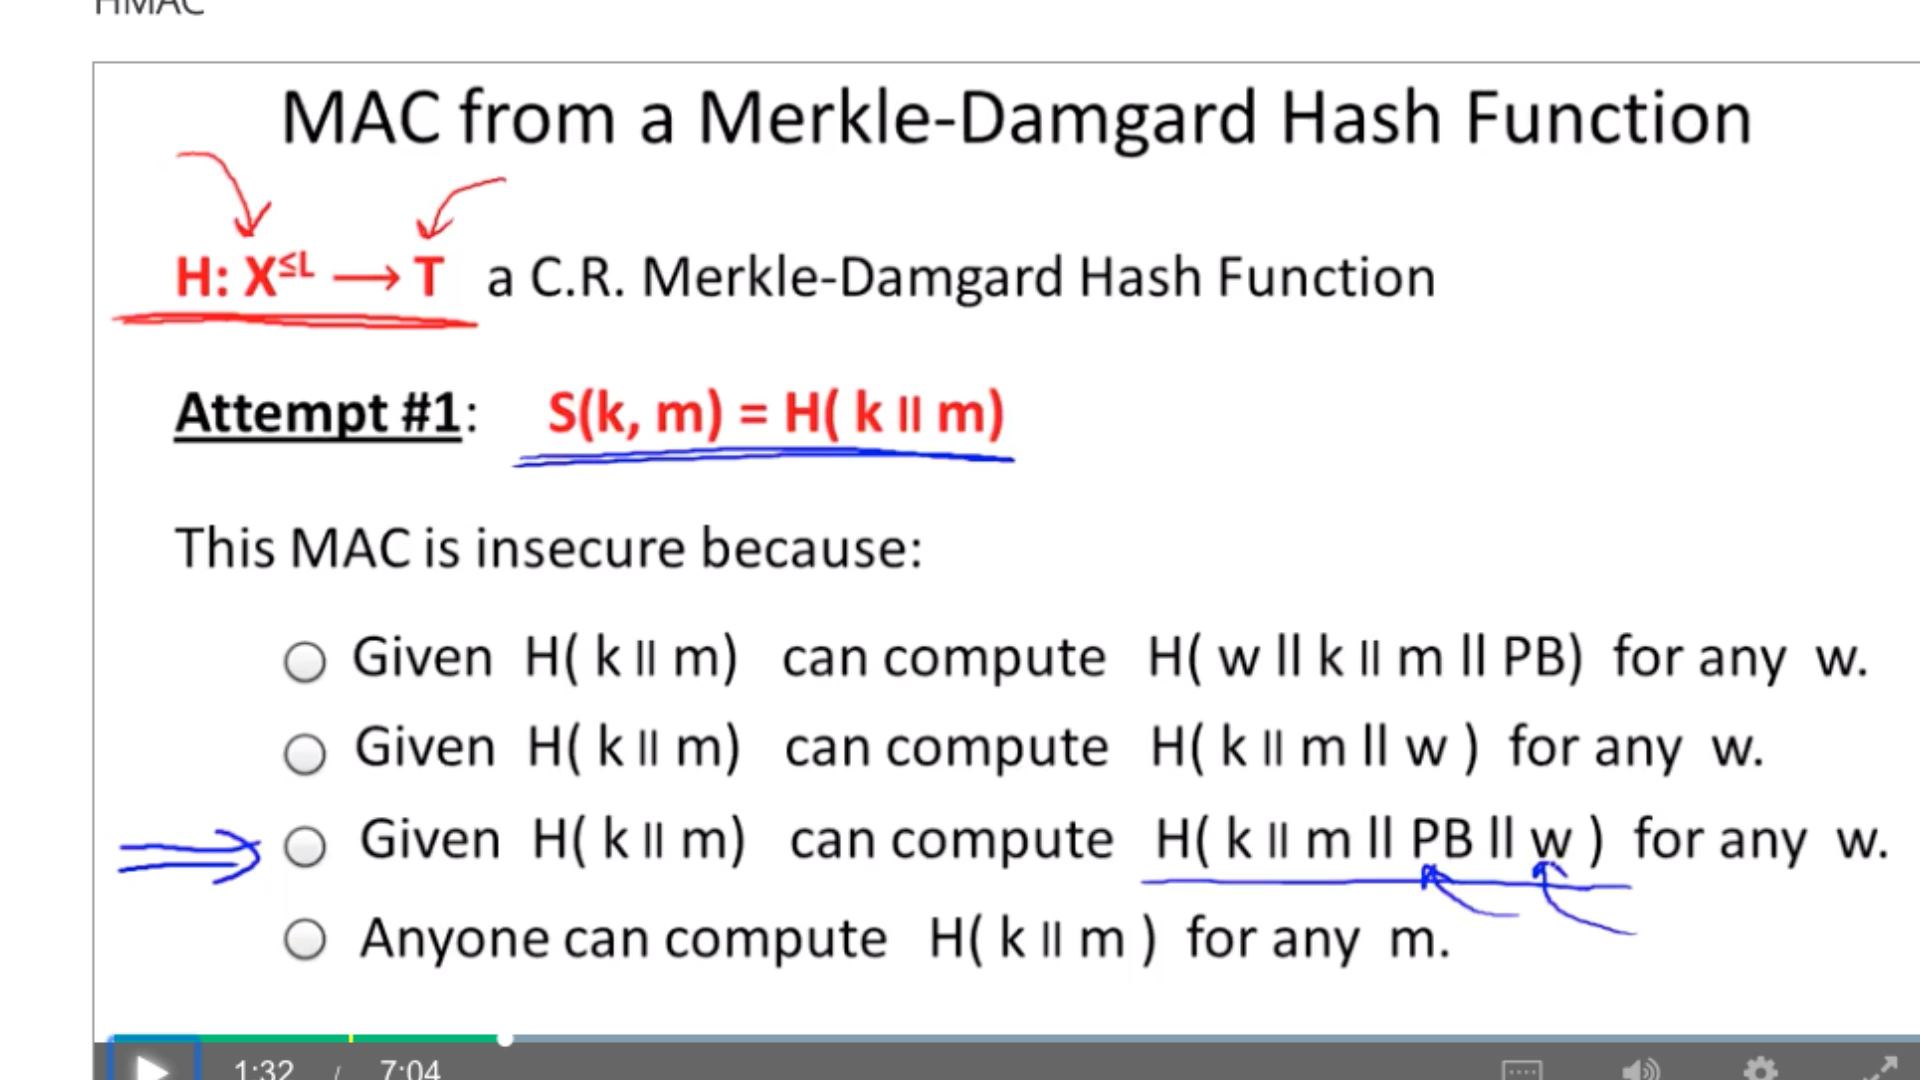 HMAC
MAC from a Merkle-Damgard Hash Function
H: X≤L ⟶ T a C.R. Merkle-Damgard Hash Function
Attempt #1: S(k, m) = H( k ll m)
This MAC is insecure because:
Given H( k ll m) can compute H( w ll k ll m ll PB) for any w.
Given H( k ll m) can compute H( k ll m ll w ) for any w.
Given H( k ll m) can compute H( k ll m ll PB ll w ) for any w.
Anyone can compute H( k ll m ) for any m.
1:32 / 7:04